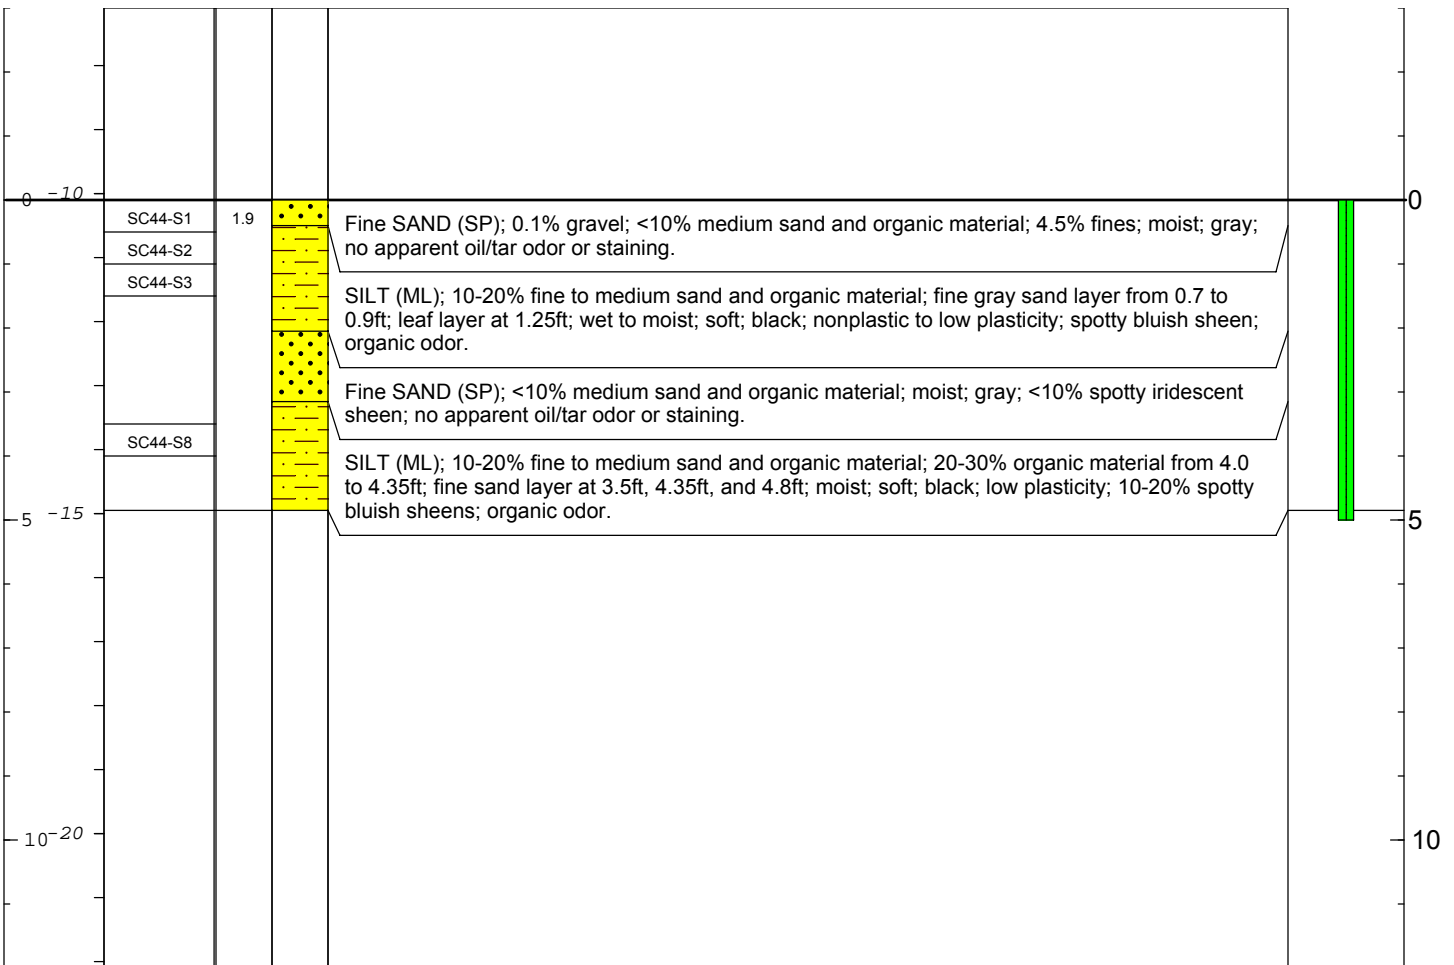 0 -10 0
SC44-S1 1.9
SC44-S2
SC44-S3
Fine SAND (SP); 0.1% gravel; <10% medium sand and organic material; 4.5% fines; moist; gray;
no apparent oil/tar odor or staining.
SILT (ML); 10-20% fine to medium sand and organic material; fine gray sand layer from 0.7 to
0.9ft; leaf layer at 1.25ft; wet to moist; soft; black; nonplastic to low plasticity; spotty bluish sheen;
organic odor.
Fine SAND (SP); <10% medium sand and organic material; moist; gray; <10% spotty iridescent
sheen; no apparent oil/tar odor or staining.
SC44-S8
SILT (ML); 10-20% fine to medium sand and organic material; 20-30% organic material from 4.0
to 4.35ft; fine sand layer at 3.5ft, 4.35ft, and 4.8ft; moist; soft; black; low plasticity; 10-20% spotty
bluish sheens; organic odor.
5 -15 5
10 -20 10